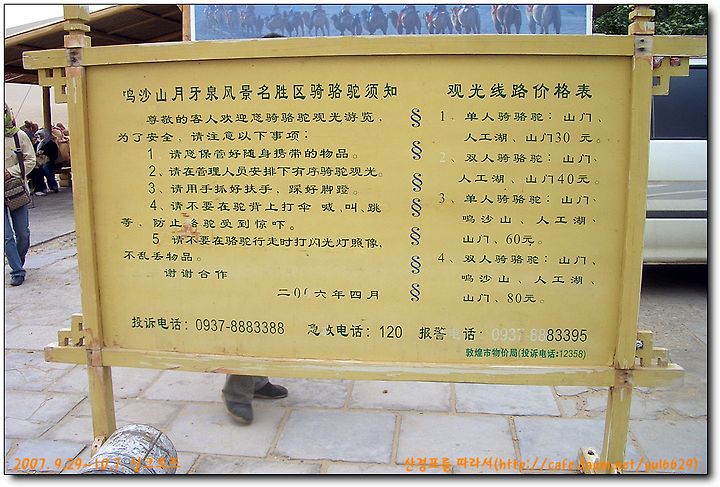 鸣沙山月牙泉风景名胜区骑骆驼须知
尊敬的客人欢迎您骑骆驼观光游览，
为了安全，请注意以下事项：
1、请您保管好随身携带的物品。
2、请在管理人员安排下有序骑骆驼观光。
3、请用手抓好扶手，踩好脚蹬。
4、请不要在驼背上打伞 喊、叫、跳
等，防止骆驼受到惊吓。
5 请不要在骆驼行走时打闪光灯照像，
不乱丢物品。
谢谢合作
二00六年四月
§
§
§
§
§
§
§
观光线路价格表
1、单人骑骆驼：山门、
人工湖、山门30元。
2、双人骑骆驼：山门、
人工湖、山门40元。
3、单人骑骆驼：山门、
鸣沙山、人工湖、
山门、60元。
4、双人骑骆驼：山门、
鸣沙山、人工湖、
山门、80元。
投诉电话：0937-8883388 急救电话：120 报警电话：0937-8883395
敦煌市物价局(投诉电话:12358)
2007. 9.29~10.
산경표를 따라서(http://cafe.daum.net/yul6629)